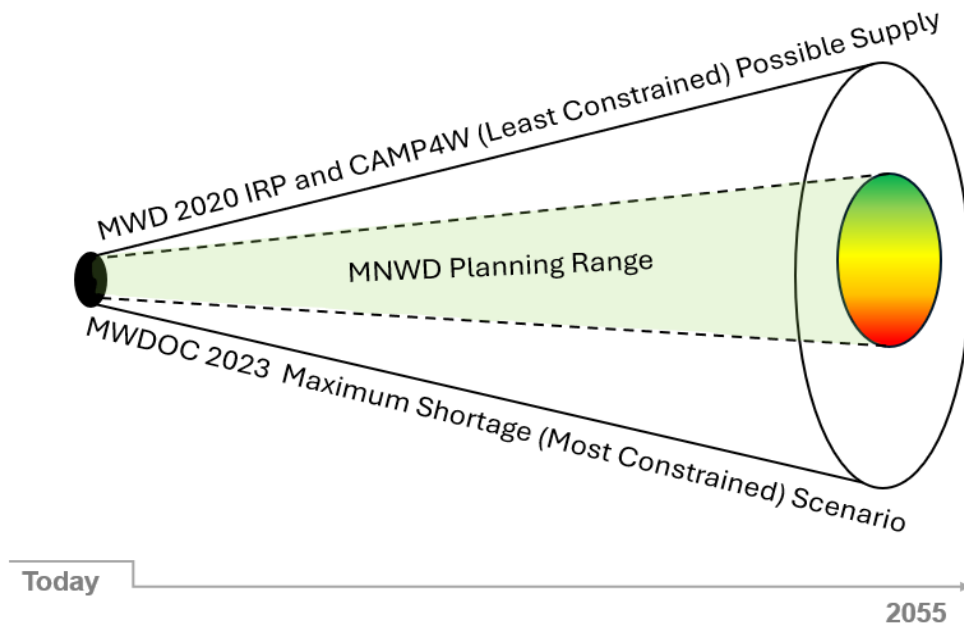 MWD 2020 IRP and CAMP4W (Least Constrained) Possible Supply
MNWD Planning Range
MWDOC 2023 Maximum Shortage (Most Constrained) Scenario
Today
2055